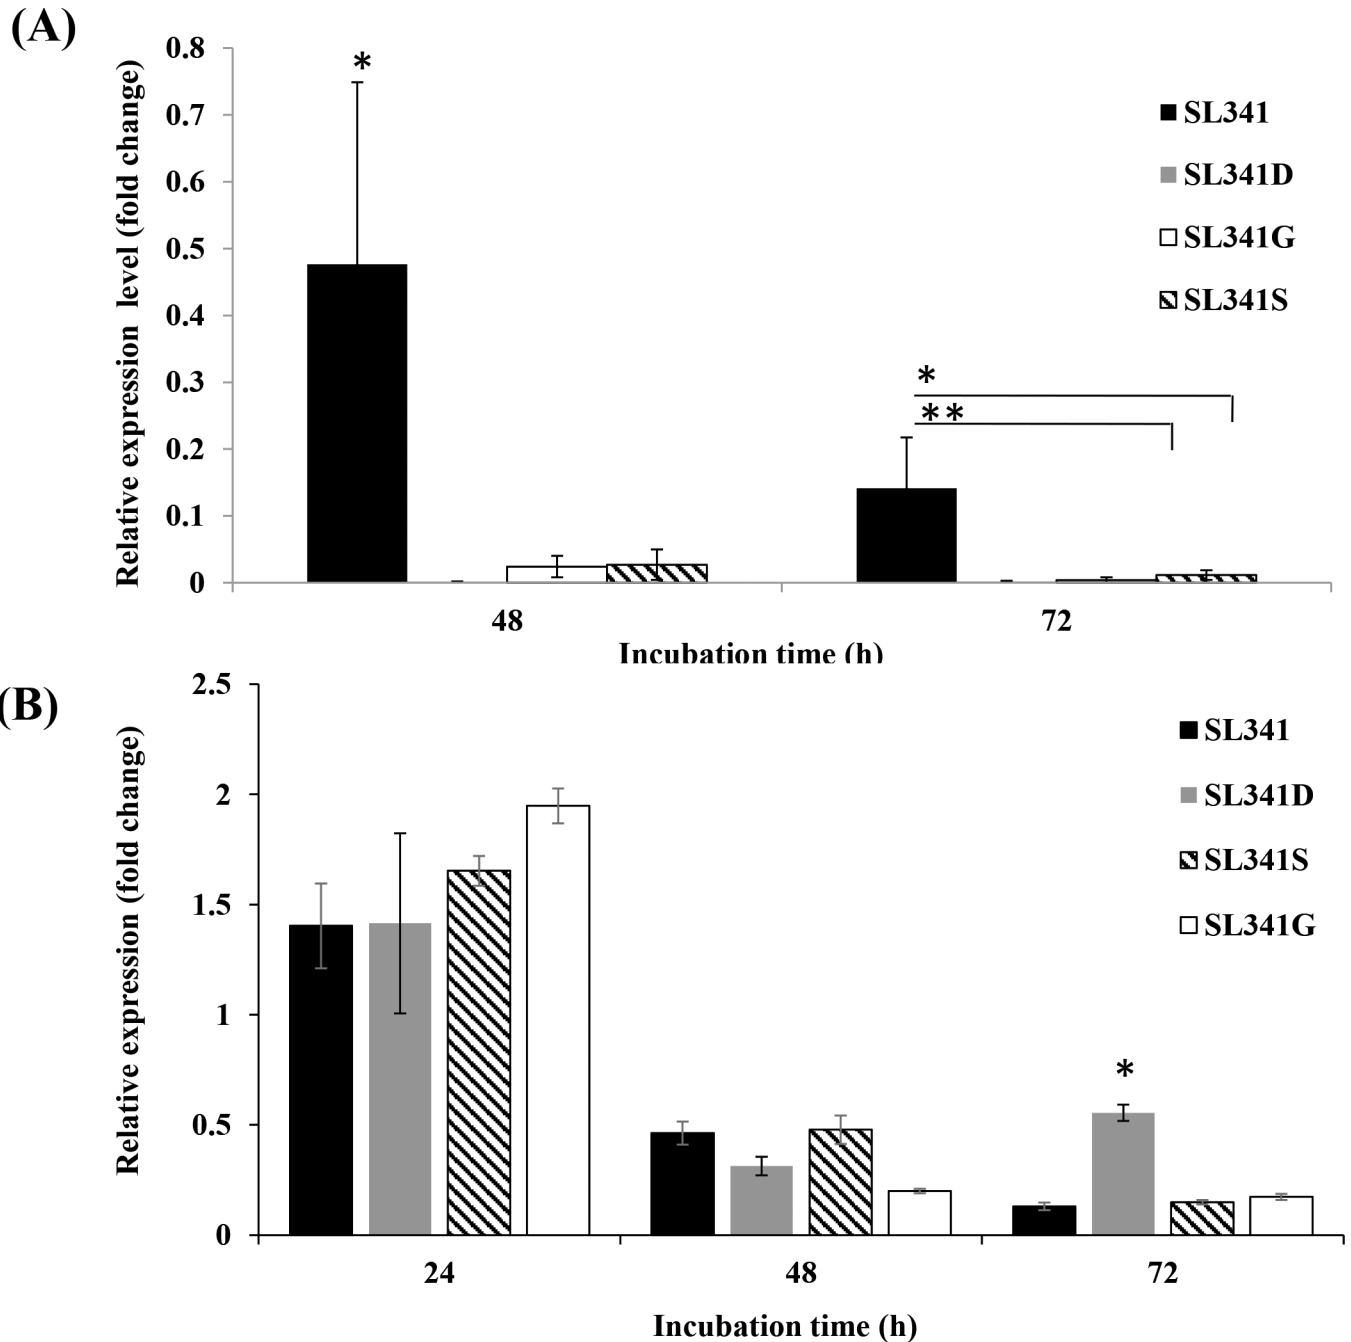 (A)
Relative expression level (fold change)
0.8
0.7
0.6
0.5
0.4
0.3
0.2
0.1
0
*
*
**
SL341
SL341D
SL341G
SL341S
48
72
Incubation time (h)
(B)
Relative expression (fold change)
2.5
2
1.5
1
0.5
0
*
SL341
SL341D
SL341S
SL341G
24
48
72
Incubation time (h)